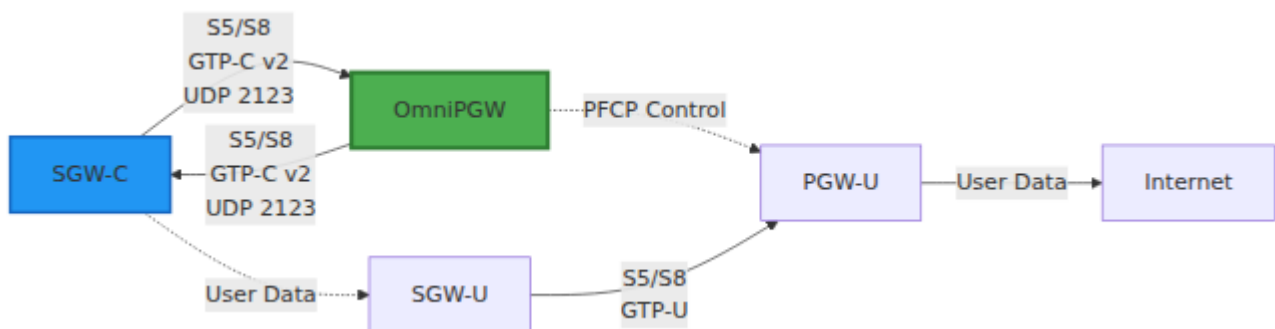 S5/S8
GTP-C v2
UDP 2123
OmniPGW
PFCP Control
S5/S8
GTP-C v2
UDP 2123
SGW-C
PGW-U
User Data
Internet
User Data
SGW-U
S5/S8
GTP-U